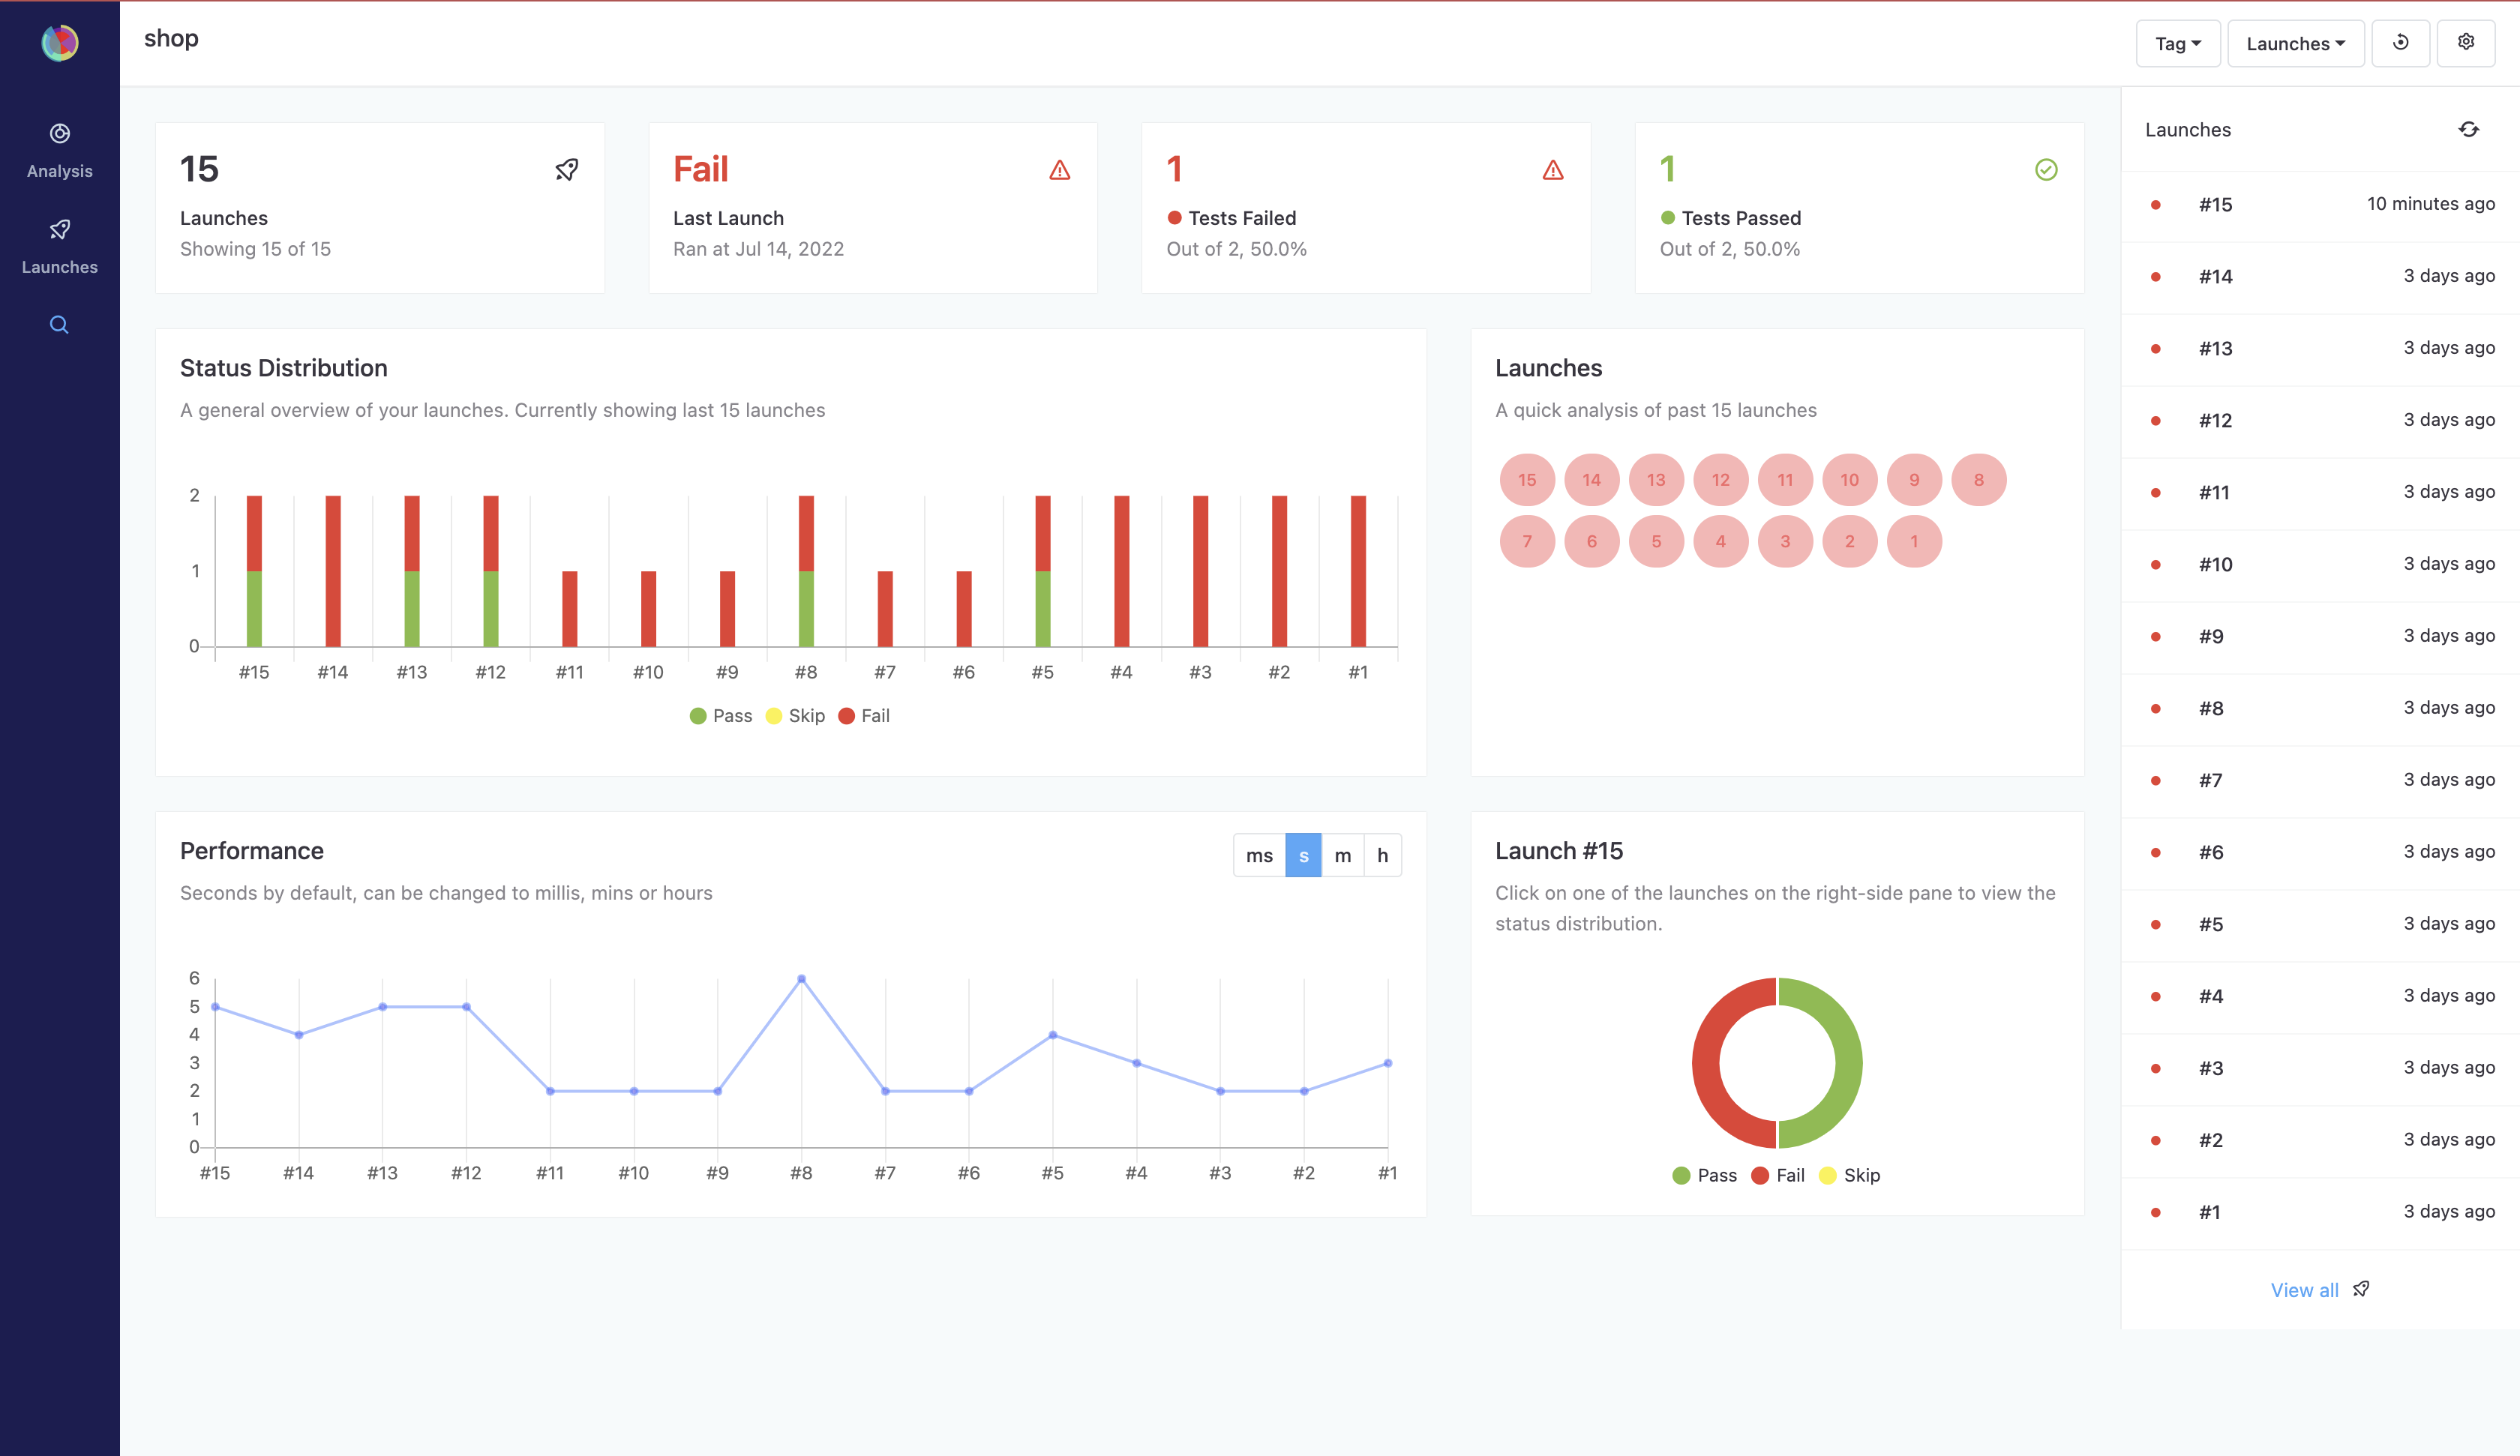 shop
Tag
Launches
Analysis
Launches
15
Launches
Showing 15 of 15
Fail
Last Launch
Ran at Jul 14, 2022
1
Tests Failed
Out of 2, 50.0%
1
Tests Passed
Out of 2, 50.0%
Status Distribution
A general overview of your launches. Currently showing last 15 launches
2
1
0
#15 #14 #13 #12 #11 #10 #9 #8 #7 #6 #5 #4 #3 #2 #1
Pass Skip Fail
Launches
A quick analysis of past 15 launches
15 14 13 12 11 10 9 8
7 6 5 4 3 2 1
Performance
ms s m h
Seconds by default, can be changed to millis, mins or hours
6
5
4
3
2
1
0
#15 #14 #13 #12 #11 #10 #9 #8 #7 #6 #5 #4 #3 #2 #1
Launch #15
Click on one of the launches on the right-side pane to view the
status distribution.
Pass Fail Skip
Launches
#15 10 minutes ago
#14 3 days ago
#13 3 days ago
#12 3 days ago
#11 3 days ago
#10 3 days ago
#9 3 days ago
#8 3 days ago
#7 3 days ago
#6 3 days ago
#5 3 days ago
#4 3 days ago
#3 3 days ago
#2 3 days ago
#1 3 days ago
View all